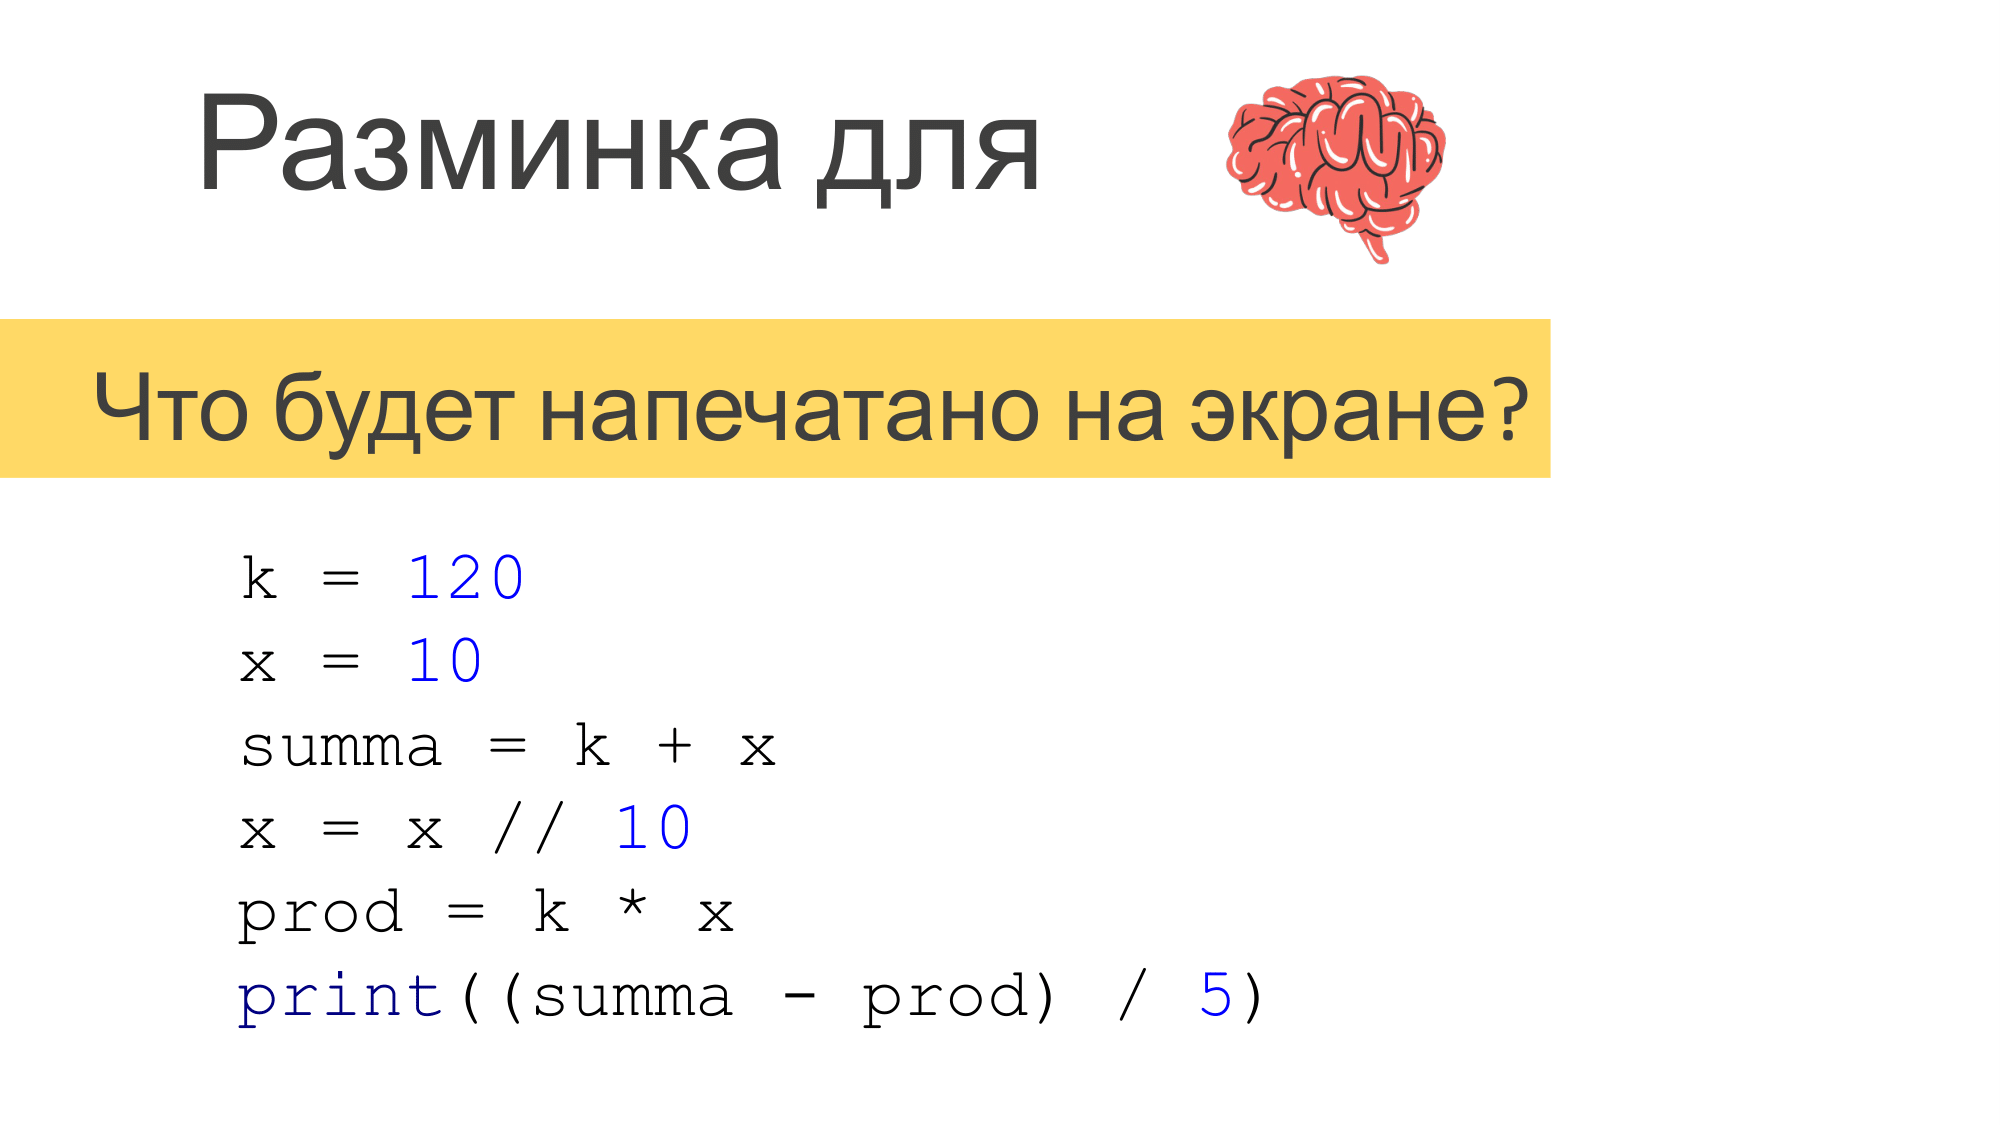 Разминка для
Что будет напечатано на экране?
k = 120
x = 10
summa = k + x
x = x // 10
prod = k * x
print((summa - prod) / 5)